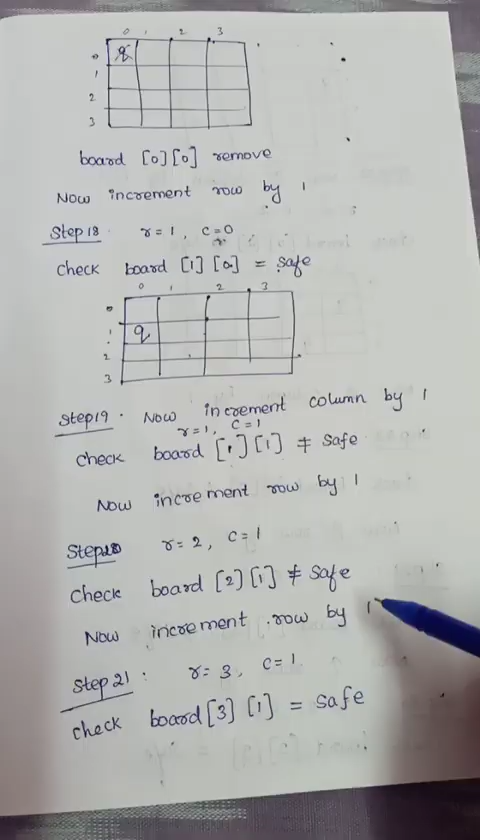 0 1 2 3
0 q
1
2
3
board [0][0] remove
Now increment row by 1
Step 18 r=1, c=0
Check board [1][0] = safe
0 1 2 3
0
1 q
2
3
Step 19. Now increment column by 1
r=1, c=1
Check board [1][1] ≠ safe
Now increment row by 1
Step 20 r=2, c=1
Check board [2][1] ≠ safe
Now increment row by 1
Step 21: r=3, c=1
Check board [3][1] = safe